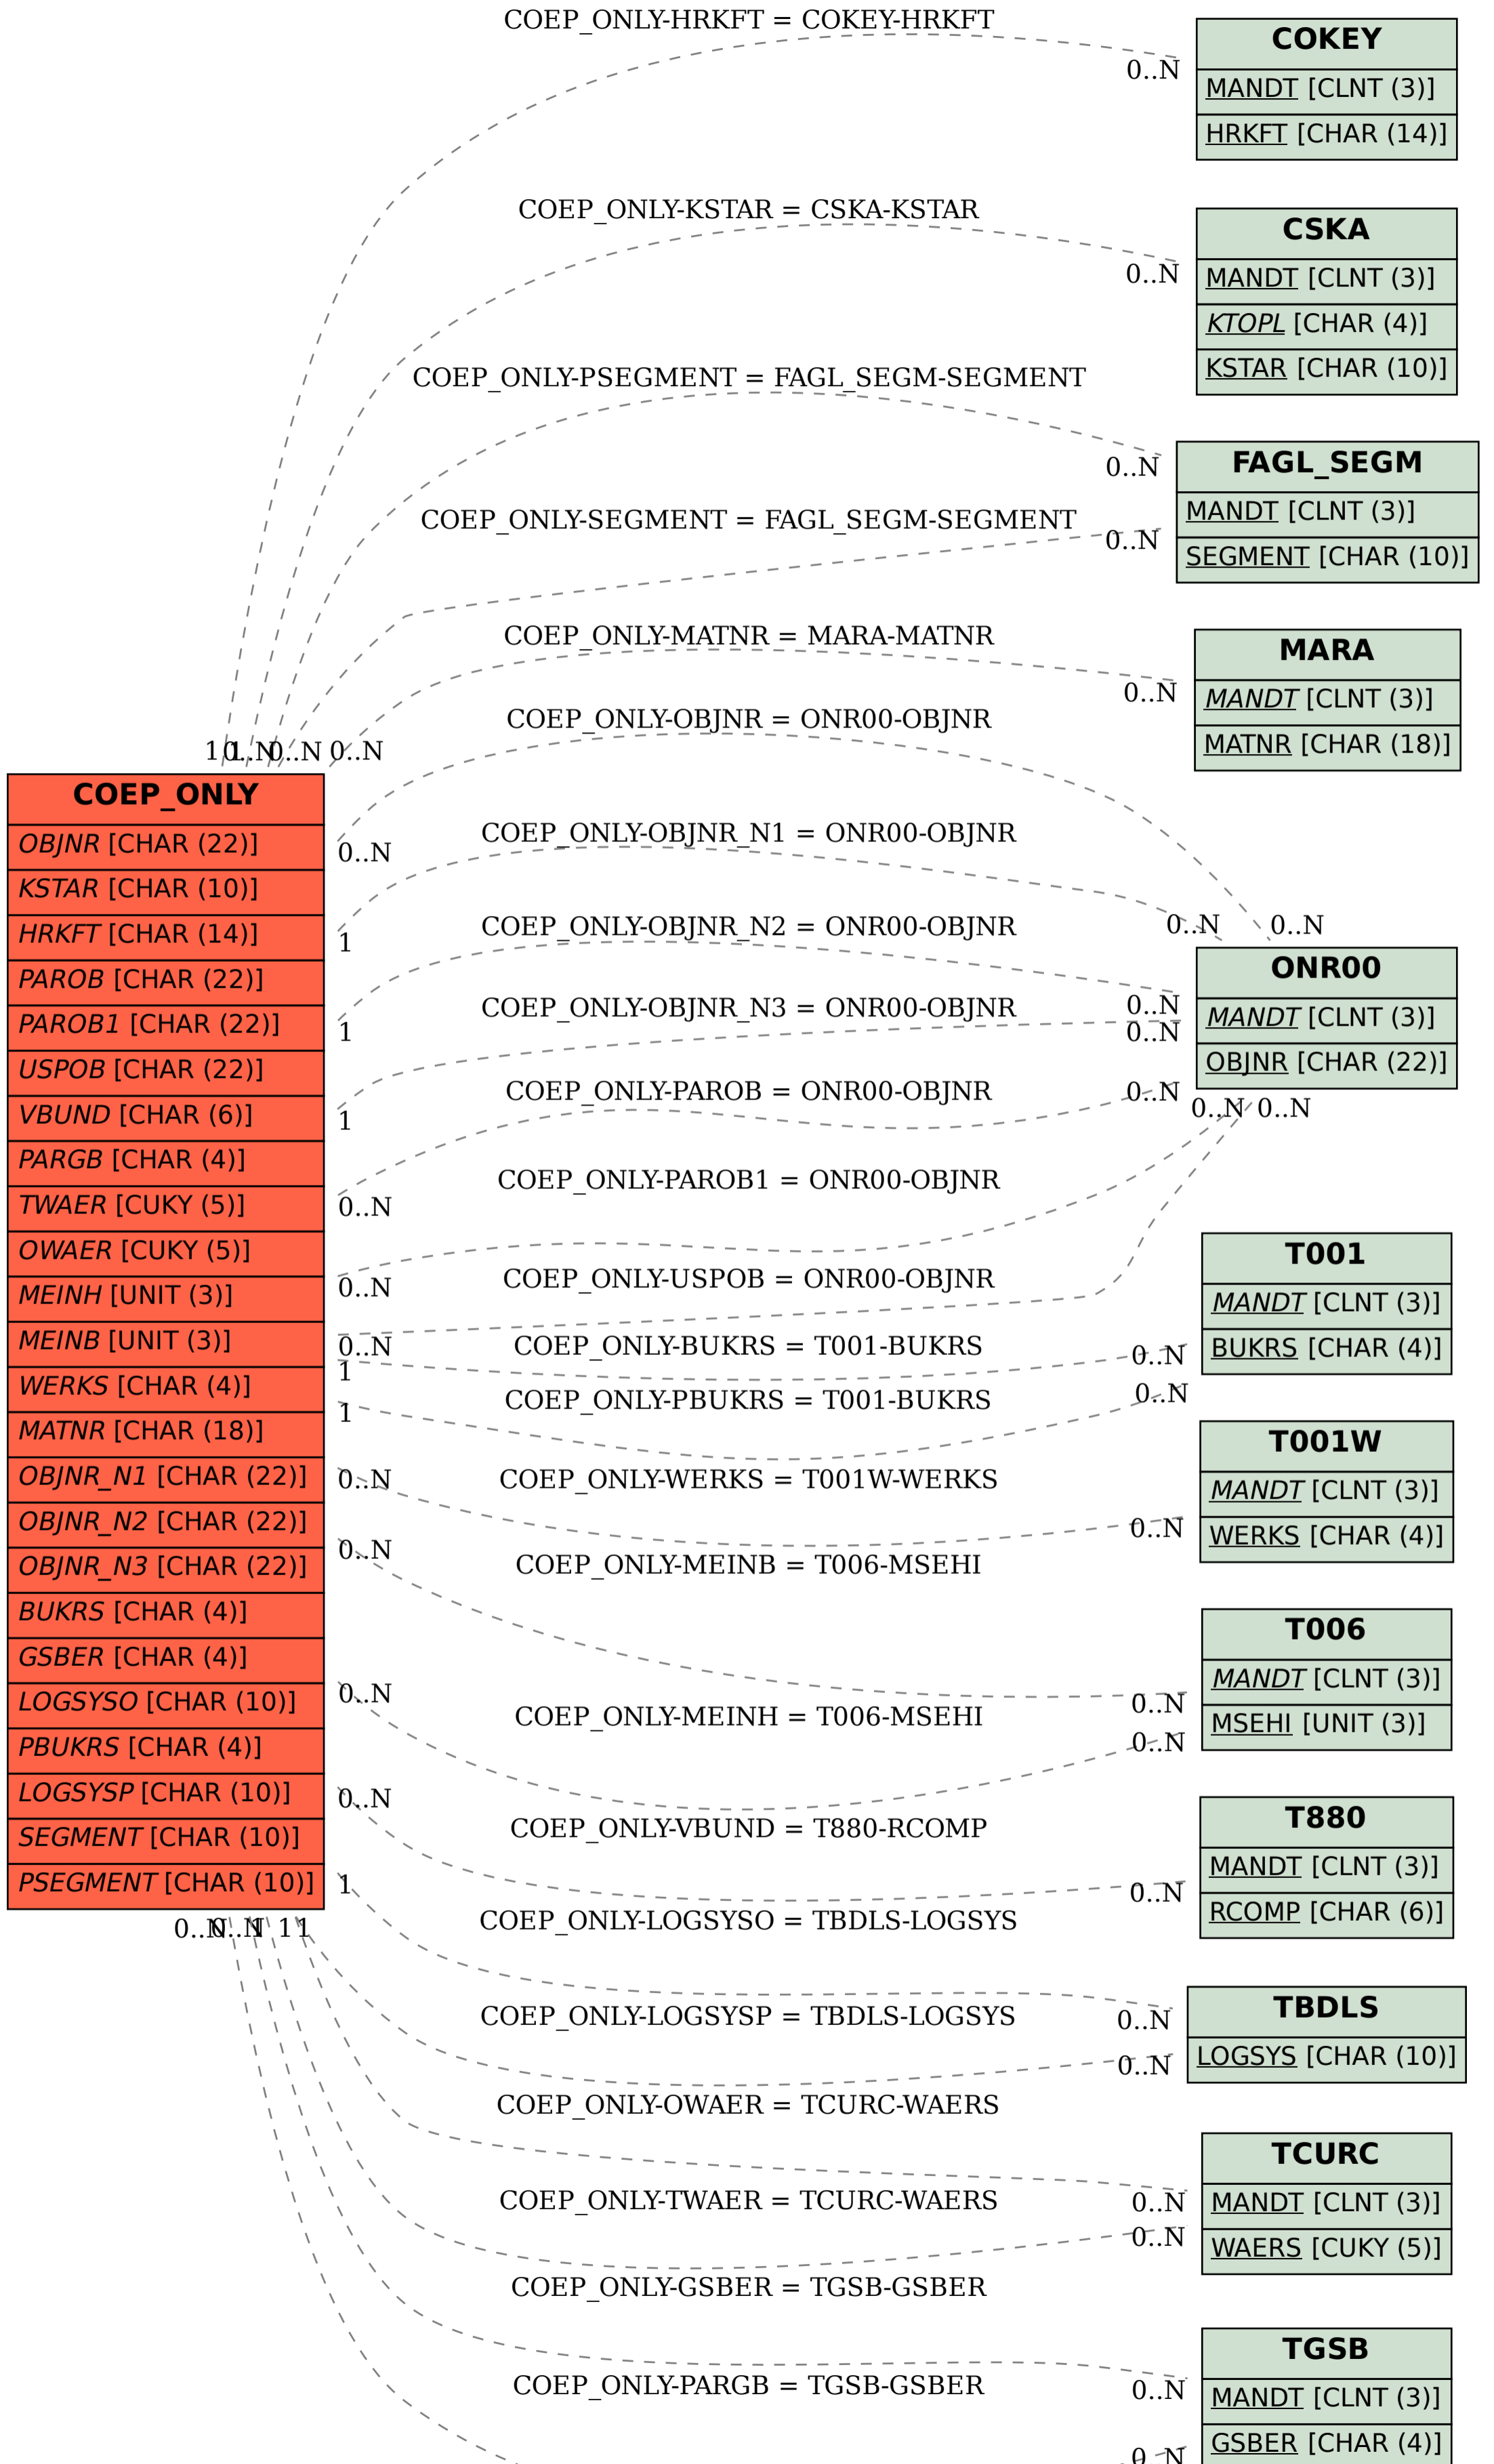 COEP_ONLY-HRKFT = COKEY-HRKFT
0..N
COKEY
MANDT [CLNT (3)]
HRKFT [CHAR (14)]
COEP_ONLY-KSTAR = CSKA-KSTAR
0..N
CSKA
MANDT [CLNT (3)]
KTOPL [CHAR (4)]
KSTAR [CHAR (10)]
COEP_ONLY-PSEGMENT = FAGL_SEGM-SEGMENT
0..N
COEP_ONLY-SEGMENT = FAGL_SEGM-SEGMENT
0..N
FAGL_SEGM
MANDT [CLNT (3)]
SEGMENT [CHAR (10)]
COEP_ONLY-MATNR = MARA-MATNR
0..N
MARA
MANDT [CLNT (3)]
MATNR [CHAR (18)]
1
0..N
1
0..N
0..N
COEP_ONLY
OBJNR [CHAR (22)]
KSTAR [CHAR (10)]
HRKFT [CHAR (14)]
PAROB [CHAR (22)]
PAROB1 [CHAR (22)]
USPOB [CHAR (22)]
VBUND [CHAR (6)]
PARGB [CHAR (4)]
TWAER [CUKY (5)]
OWAER [CUKY (5)]
MEINH [UNIT (3)]
MEINB [UNIT (3)]
WERKS [CHAR (4)]
MATNR [CHAR (18)]
OBJNR_N1 [CHAR (22)]
OBJNR_N2 [CHAR (22)]
OBJNR_N3 [CHAR (22)]
BUKRS [CHAR (4)]
GSBER [CHAR (4)]
LOGSYSO [CHAR (10)]
PBUKRS [CHAR (4)]
LOGSYSP [CHAR (10)]
SEGMENT [CHAR (10)]
PSEGMENT [CHAR (10)]
COEP_ONLY-OBJNR = ONR00-OBJNR
0..N
0..N
COEP_ONLY-OBJNR_N1 = ONR00-OBJNR
1
0..N
COEP_ONLY-OBJNR_N2 = ONR00-OBJNR
1
0..N
COEP_ONLY-OBJNR_N3 = ONR00-OBJNR
1
0..N
ONR00
MANDT [CLNT (3)]
OBJNR [CHAR (22)]
COEP_ONLY-PAROB = ONR00-OBJNR
0..N
0..N
COEP_ONLY-PAROB1 = ONR00-OBJNR
0..N
0..N
COEP_ONLY-USPOB = ONR00-OBJNR
0..N
0..N
COEP_ONLY-BUKRS = T001-BUKRS
1
0..N
T001
MANDT [CLNT (3)]
BUKRS [CHAR (4)]
COEP_ONLY-PBUKRS = T001-BUKRS
1
0..N
COEP_ONLY-WERKS = T001W-WERKS
0..N
0..N
T001W
MANDT [CLNT (3)]
WERKS [CHAR (4)]
COEP_ONLY-MEINB = T006-MSEHI
0..N
0..N
T006
MANDT [CLNT (3)]
MSEHI [UNIT (3)]
COEP_ONLY-MEINH = T006-MSEHI
0..N
0..N
COEP_ONLY-VBUND = T880-RCOMP
0..N
0..N
T880
MANDT [CLNT (3)]
RCOMP [CHAR (6)]
COEP_ONLY-LOGSYSO = TBDLS-LOGSYS
1
0..N
TBDLS
LOGSYS [CHAR (10)]
COEP_ONLY-LOGSYSP = TBDLS-LOGSYS
0..N
0..N
0..N
1
1
1
COEP_ONLY-OWAER = TCURC-WAERS
0..N
TCURC
MANDT [CLNT (3)]
WAERS [CUKY (5)]
COEP_ONLY-TWAER = TCURC-WAERS
0..N
COEP_ONLY-GSBER = TGSB-GSBER
0..N
TGSB
MANDT [CLNT (3)]
GSBER [CHAR (4)]
COEP_ONLY-PARGB = TGSB-GSBER
0..N